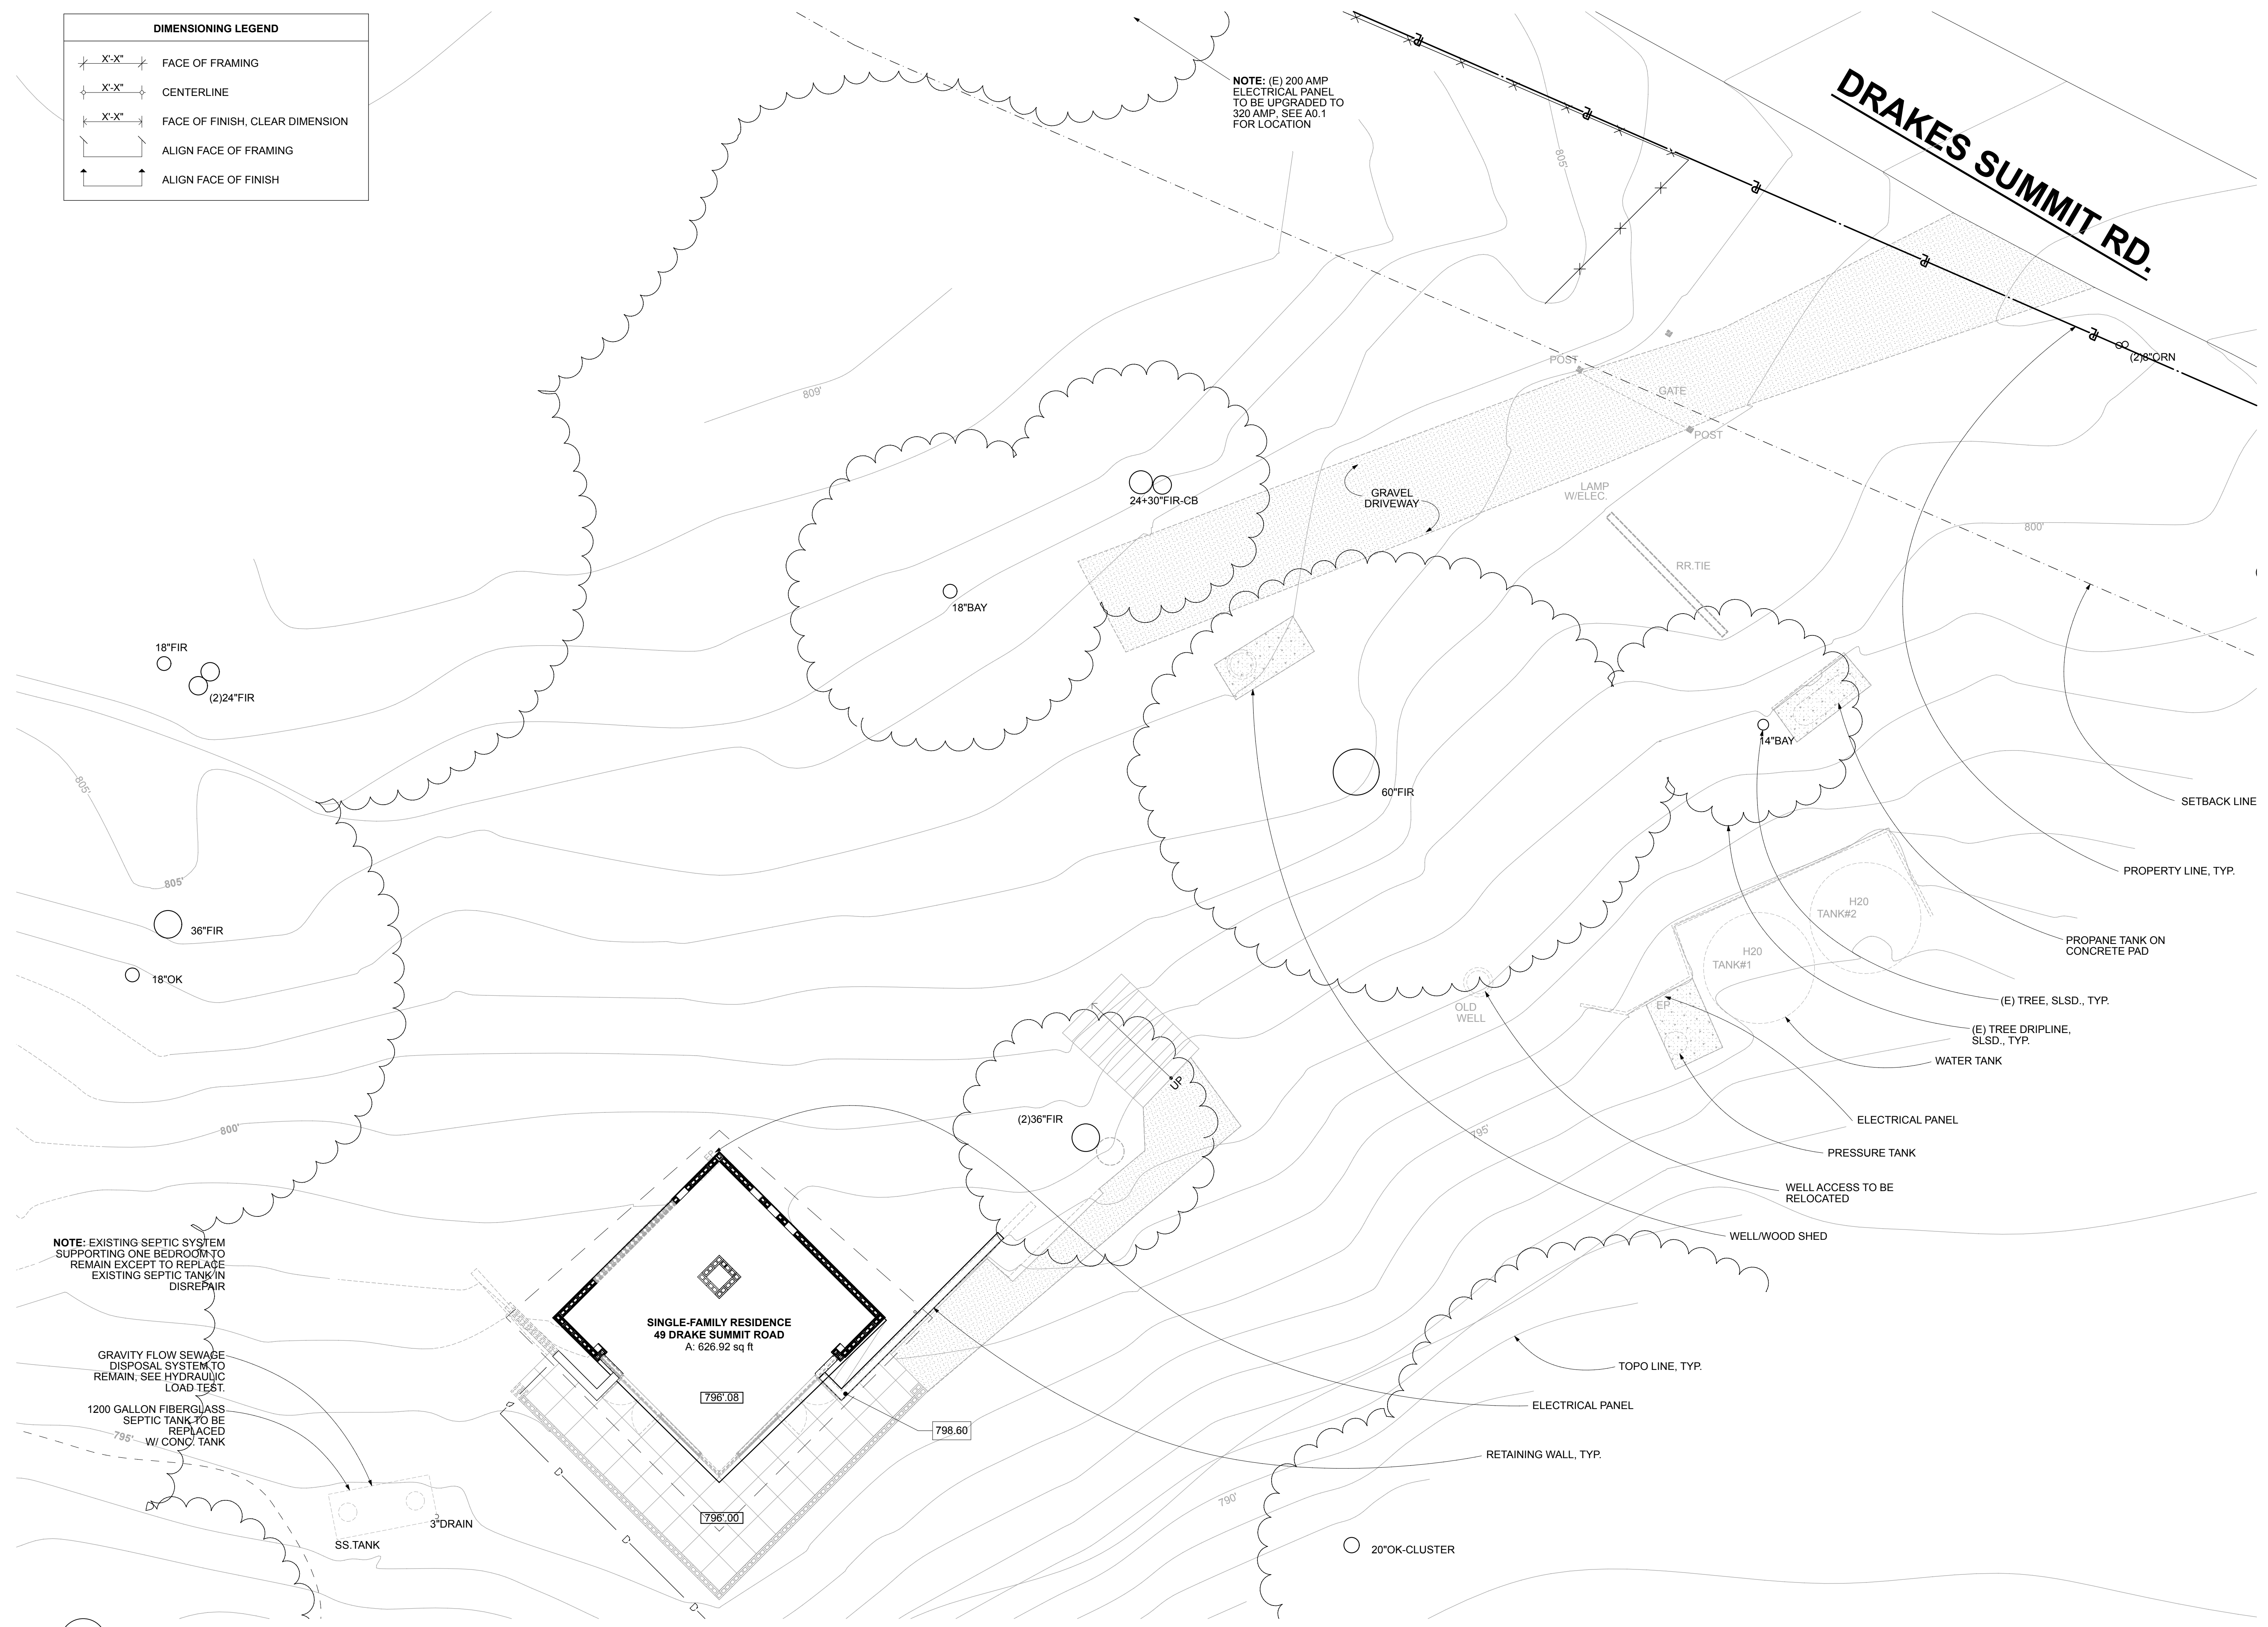 DIMENSIONING LEGEND
X'-X"
FACE OF FRAMING
X'-X"
CENTERLINE
X'-X"
FACE OF FINISH, CLEAR DIMENSION
ALIGN FACE OF FRAMING
ALIGN FACE OF FINISH
NOTE: (E) 200 AMP
ELECTRICAL PANEL
TO BE UPGRADED TO
320 AMP, SEE A0.1
FOR LOCATION
DRAKES SUMMIT RD.
805'
PL
PL
PL
PL
PL
(2)8"ORN
POST
GATE
POST
809'
24+30"FIR-CB
GRAVEL
DRIVEWAY
LAMP
W/ELEC.
800'
RR.TIE
18"BAY
18"FIR
(2)24"FIR
14"BAY
60"FIR
805'
SETBACK LINE
PROPERTY LINE, TYP.
805'
36"FIR
18"OK
H20
TANK#2
H20
TANK#1
PROPANE TANK ON
CONCRETE PAD
(E) TREE, SLSD., TYP.
OLD
WELL
EP
(E) TREE DRIPLINE,
SLSD., TYP.
WATER TANK
UP
(2)36"FIR
800'
795'
ELECTRICAL PANEL
PRESSURE TANK
EP
WELL ACCESS TO BE
RELOCATED
WELL/WOOD SHED
NOTE: EXISTING SEPTIC SYSTEM
SUPPORTING ONE BEDROOM TO
REMAIN EXCEPT TO REPLACE
EXISTING SEPTIC TANK IN
DISREPAIR
SINGLE-FAMILY RESIDENCE
49 DRAKE SUMMIT ROAD
A: 626.92 sq ft
GRAVITY FLOW SEWAGE
DISPOSAL SYSTEM TO
REMAIN, SEE HYDRAULIC
LOAD TEST.
TOPO LINE, TYP.
796'.08
ELECTRICAL PANEL
1200 GALLON FIBERGLASS
SEPTIC TANK TO BE
REPLACED
W/ CONC. TANK
795'
798.60
RETAINING WALL, TYP.
D
D
D
D
790'
796'.00
3"DRAIN
SS.TANK
20"OK-CLUSTER